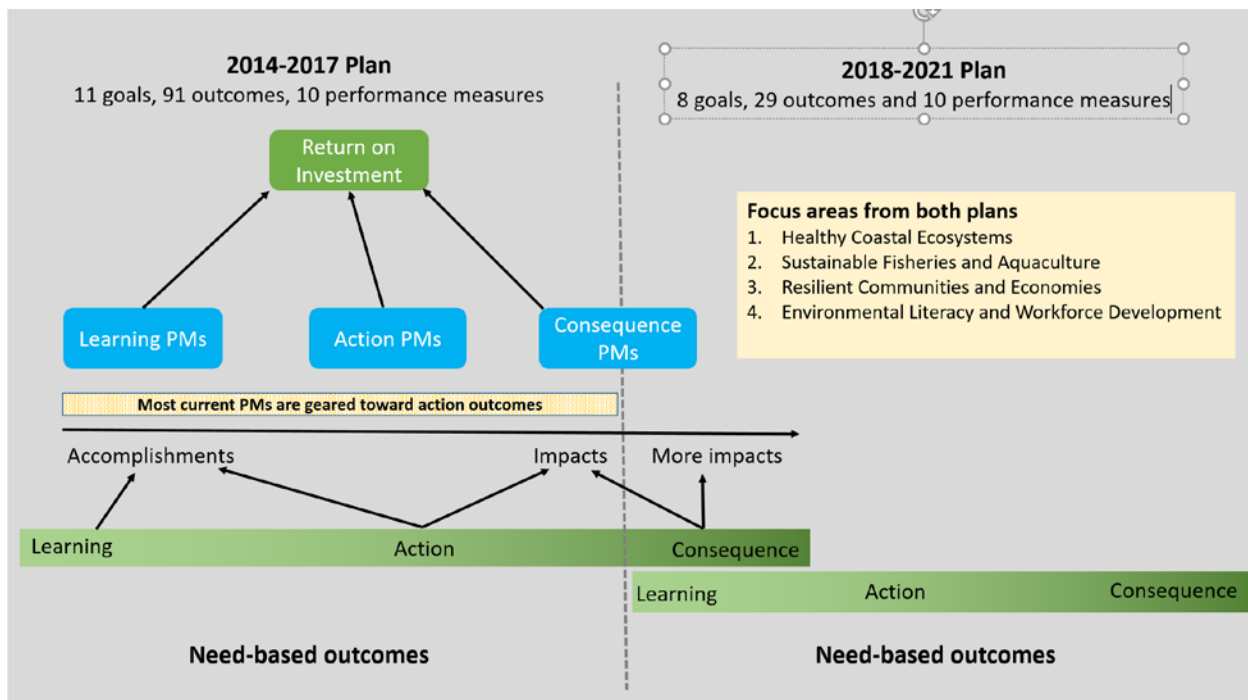 2014-2017 Plan
11 goals, 91 outcomes, 10 performance measures
Return on
Investment
Learning PMs
Action PMs
Consequence
PMs
Most current PMs are geared toward action outcomes
Accomplishments
Impacts
More impacts
Learning
Action
Consequence
Need-based outcomes
2018-2021 Plan
8 goals, 29 outcomes and 10 performance measures
Focus areas from both plans
1. Healthy Coastal Ecosystems
2. Sustainable Fisheries and Aquaculture
3. Resilient Communities and Economies
4. Environmental Literacy and Workforce Development
Learning
Action
Consequence
Need-based outcomes